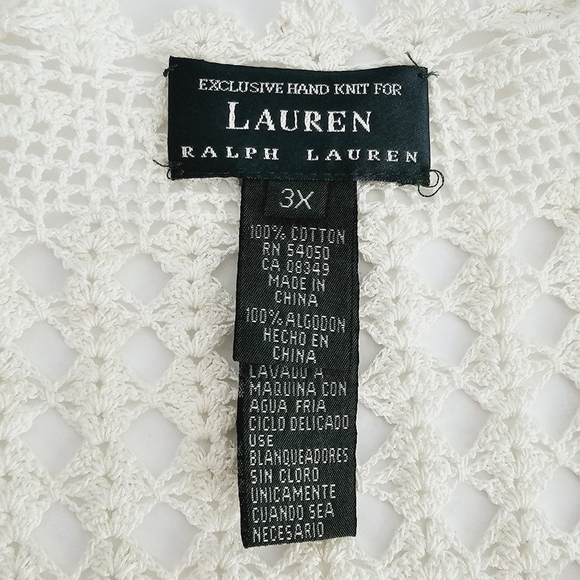 EXCLUSIVE HAND KNIT FOR
LAUREN
RALPH LAUREN
3X
100% COTTON
RN 54050
CA 08349
MADE IN
CHINA
100% ALGODON
HECHO EN
CHINA
LAVADO A
MAQUINA CON
AGUA FRIA
CICLO DELICADO
USE
BLANQUEADORES
SIN CLORO
UNICAMENTE
CUANDO SEA
NECESARIO